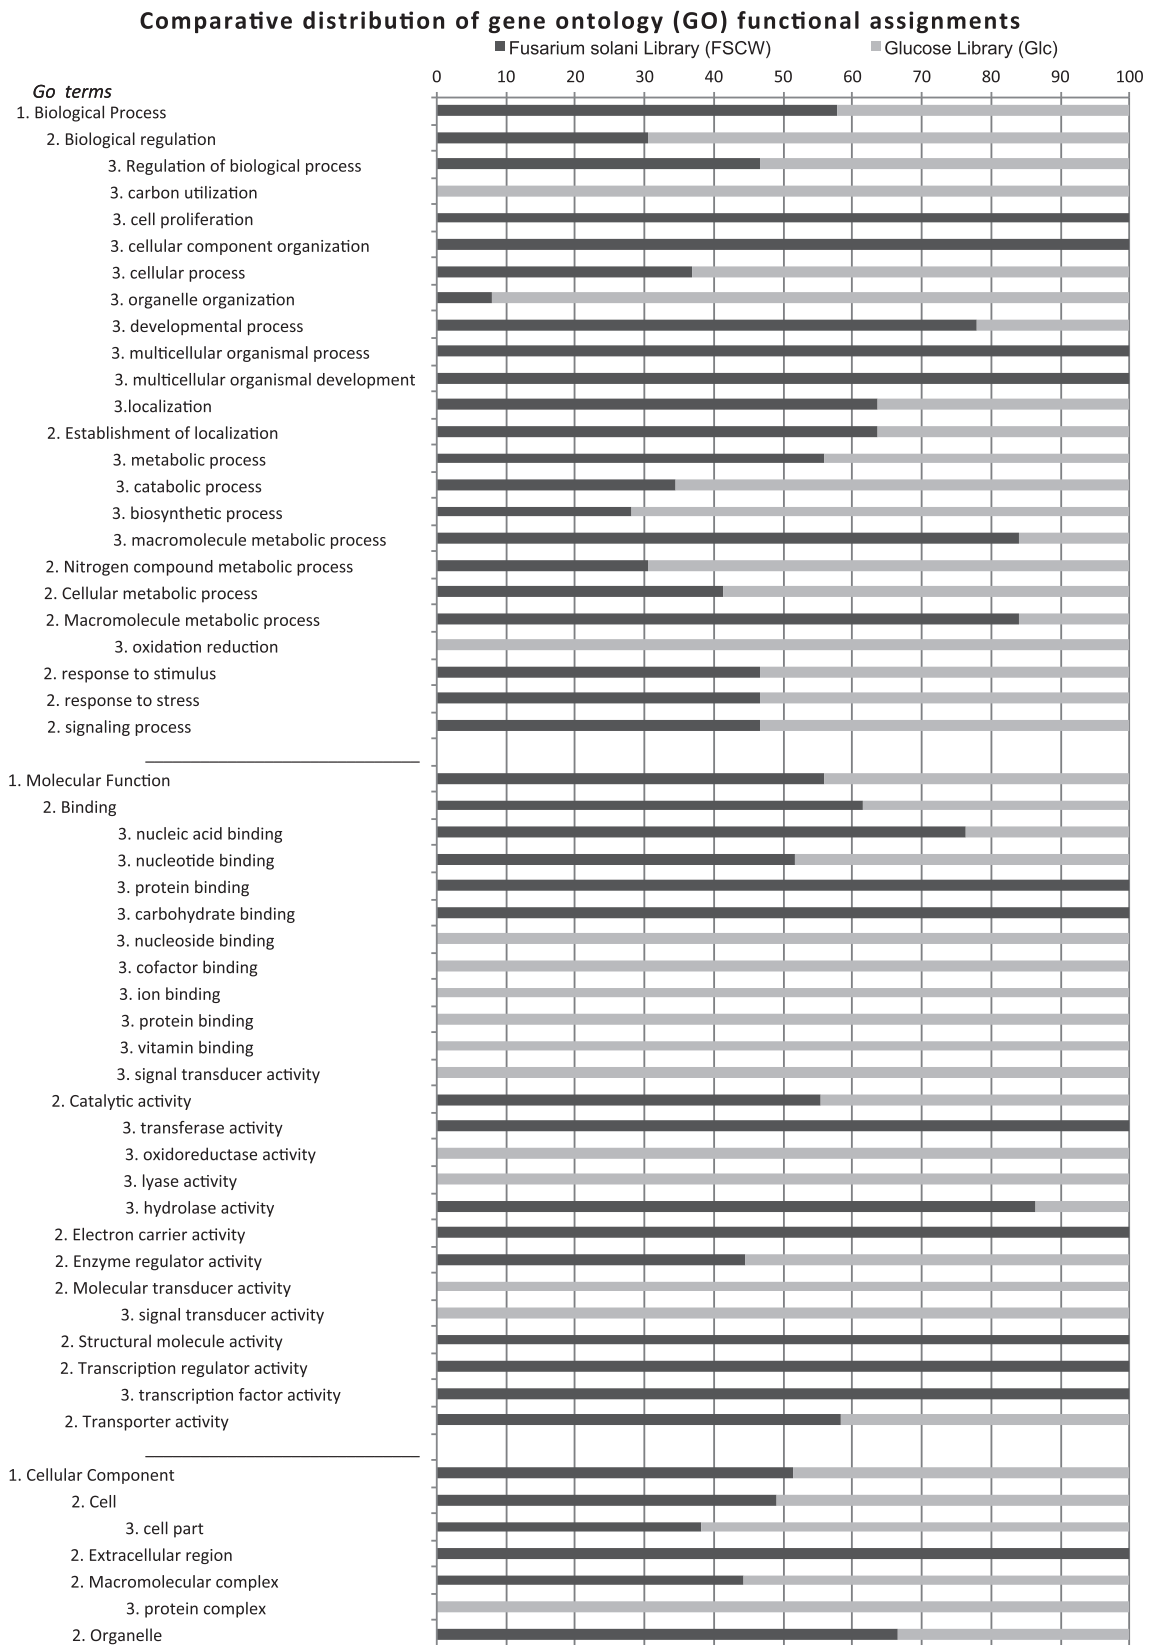 Comparative distribution of gene ontology (GO) functional assignments
Fusarium solani Library (FSCW) Glucose Library (Glc)
0 10 20 30 40 50 60 70 80 90 100
Go terms
1. Biological Process
2. Biological regulation
3. Regulation of biological process
3. carbon utilization
3. cell proliferation
3. cellular component organization
3. cellular process
3. organelle organization
3. developmental process
3. multicellular organismal process
3. multicellular organismal development
3.localization
2. Establishment of localization
3. metabolic process
3. catabolic process
3. biosynthetic process
3. macromolecule metabolic process
2. Nitrogen compound metabolic process
2. Cellular metabolic process
2. Macromolecule metabolic process
3. oxidation reduction
2. response to stimulus
2. response to stress
2. signaling process
1. Molecular Function
2. Binding
3. nucleic acid binding
3. nucleotide binding
3. protein binding
3. carbohydrate binding
3. nucleoside binding
3. cofactor binding
3. ion binding
3. protein binding
3. vitamin binding
3. signal transducer activity
2. Catalytic activity
3. transferase activity
3. oxidoreductase activity
3. lyase activity
3. hydrolase activity
2. Electron carrier activity
2. Enzyme regulator activity
2. Molecular transducer activity
3. signal transducer activity
2. Structural molecule activity
2. Transcription regulator activity
3. transcription factor activity
2. Transporter activity
1. Cellular Component
2. Cell
3. cell part
2. Extracellular region
2. Macromolecular complex
3. protein complex
2. Organelle